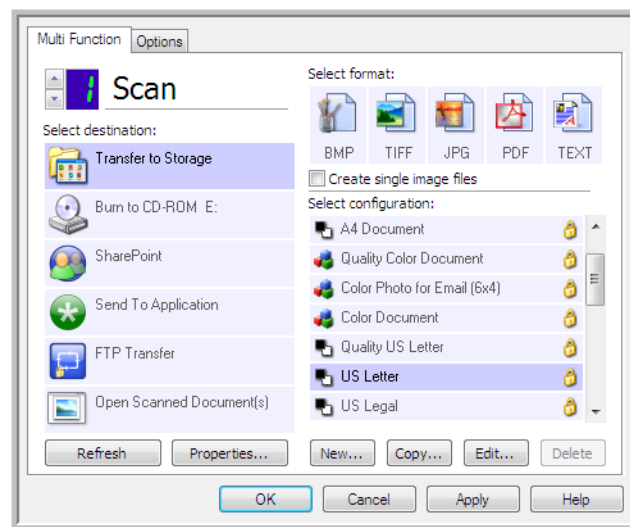 Multi Function
Options
1
Scan
Select destination:
Transfer to Storage
Burn to CD-ROM E:
SharePoint
Send To Application
FTP Transfer
Open Scanned Document(s)
Refresh
Properties...
Select format:
BMP TIFF JPG PDF TEXT
Create single image files
Select configuration:
A4 Document
Quality Color Document
Color Photo for Email (6x4)
Color Document
Quality US Letter
US Letter
US Legal
New... Copy... Edit... Delete
OK Cancel Apply Help